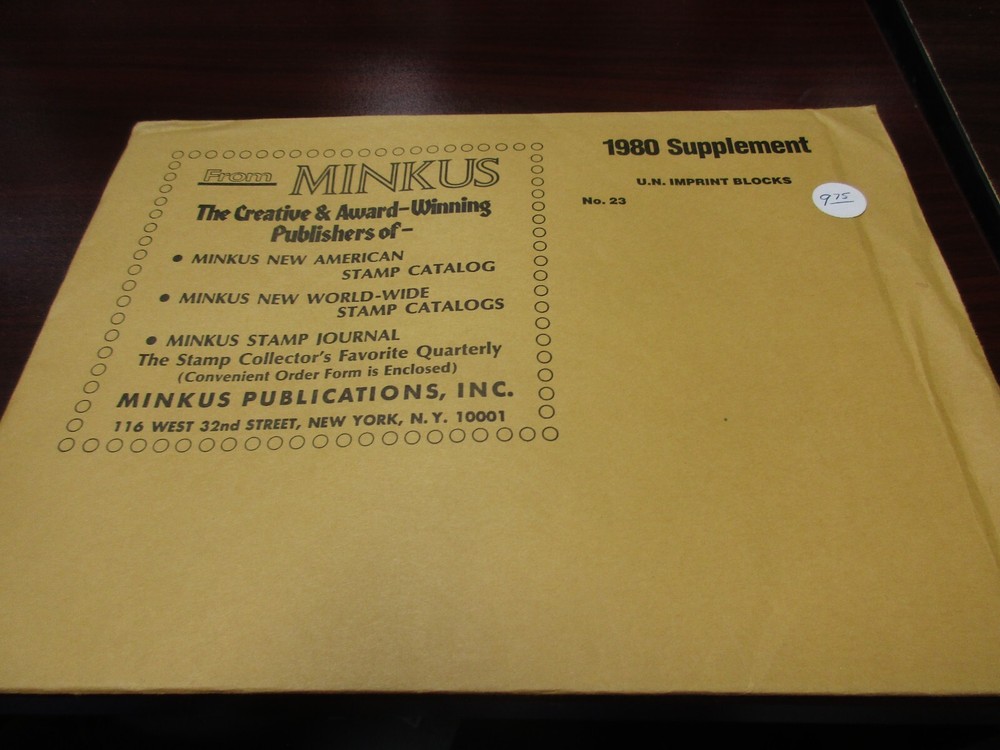 From MINKUS
The Creative & Award-Winning
Publishers of-
• MINKUS NEW AMERICAN
STAMP CATALOG
• MINKUS NEW WORLD-WIDE
STAMP CATALOGS
• MINKUS STAMP JOURNAL
The Stamp Collector's Favorite Quarterly
(Convenient Order Form is Enclosed)
MINKUS PUBLICATIONS, INC.
116 WEST 32nd STREET, NEW YORK, N.Y. 10001
1980 Supplement
U.N. IMPRINT BLOCKS
No. 23
9 75